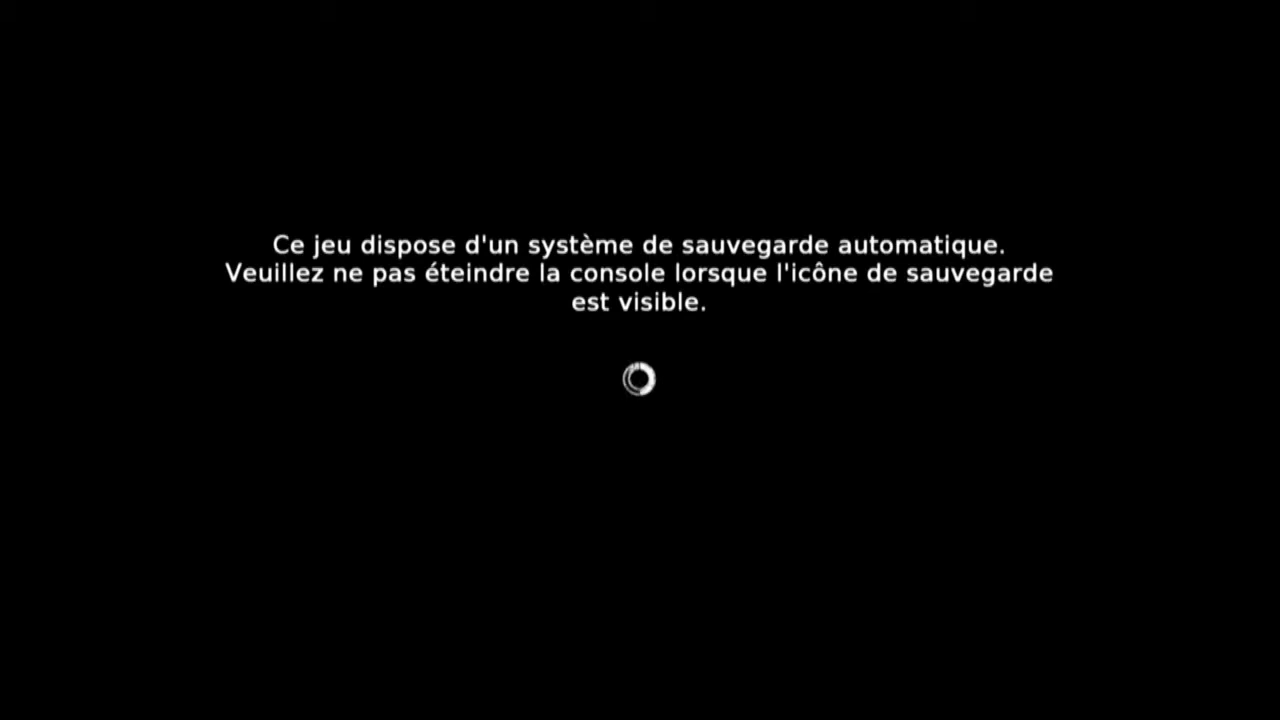 Ce jeu dispose d'un système de sauvegarde automatique.
Veuillez ne pas éteindre la console lorsque l'icône de sauvegarde
est visible.